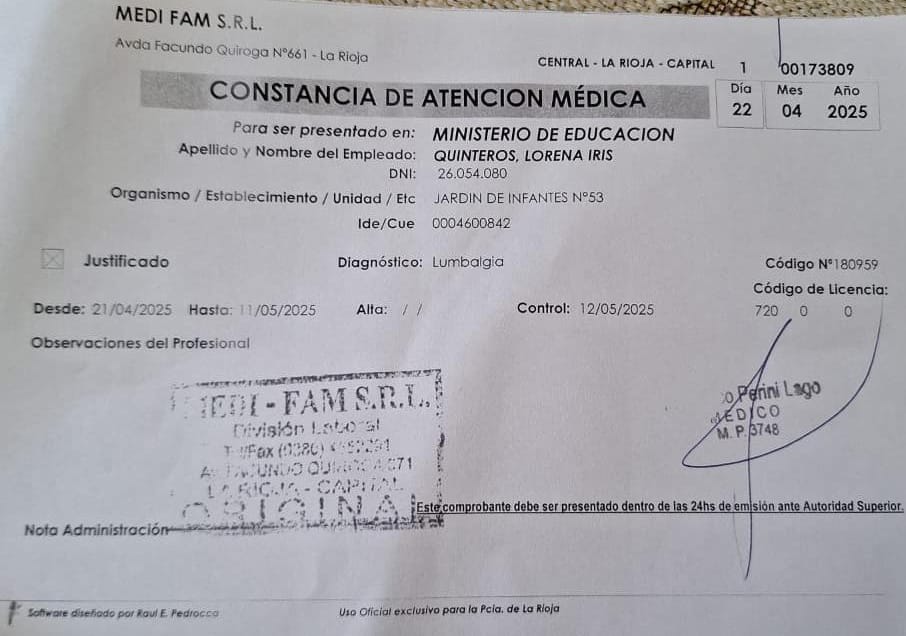 MEDI FAM S.R.L.
Avda Facundo Quiroga Nº661 - La Rioja
CENTRAL - LA RIOJA - CAPITAL 1 00173809
CONSTANCIA DE ATENCION MÉDICA
Día Mes Año
22 04 2025
Para ser presentado en: MINISTERIO DE EDUCACION
Apellido y Nombre del Empleado: QUINTEROS, LORENA IRIS
DNI: 26.054.080
Organismo / Establecimiento / Unidad / Etc JARDIN DE INFANTES Nº53
Ide/Cue 0004600842
Justificado Diagnóstico: Lumbalgia Código Nº180959
Código de Licencia:
Desde: 21/04/2025 Hasta: 11/05/2025 Alta: / / Control: 12/05/2025 720 0 0
Observaciones del Profesional
MEDI - FAM S.R.L.
División Laboral
LA RIOJA - CAPITAL
ORIGINAL
Perini Lago
MEDICO
M. P. 3748
Este comprobante debe ser presentado dentro de las 24hs de emisión ante Autoridad Superior.
Nota Administración
Software diseñado por Raul E. Pedrocca
Uso Oficial exclusivo para la Pcia. de La Rioja